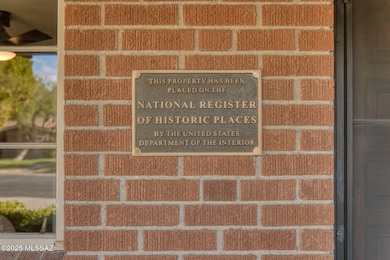 THIS PROPERTY HAS BEEN
PLACED ON THE
NATIONAL REGISTER
OF HISTORIC PLACES
BY THE UNITED STATES
DEPARTMENT OF THE INTERIOR
©2025 MLSSAZ